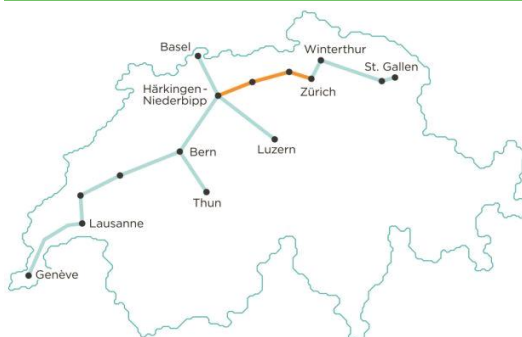 Basel
Winterthur
St. Gallen
Härkingen-
Niederbipp
Zürich
Luzern
Bern
Thun
Lausanne
Genève